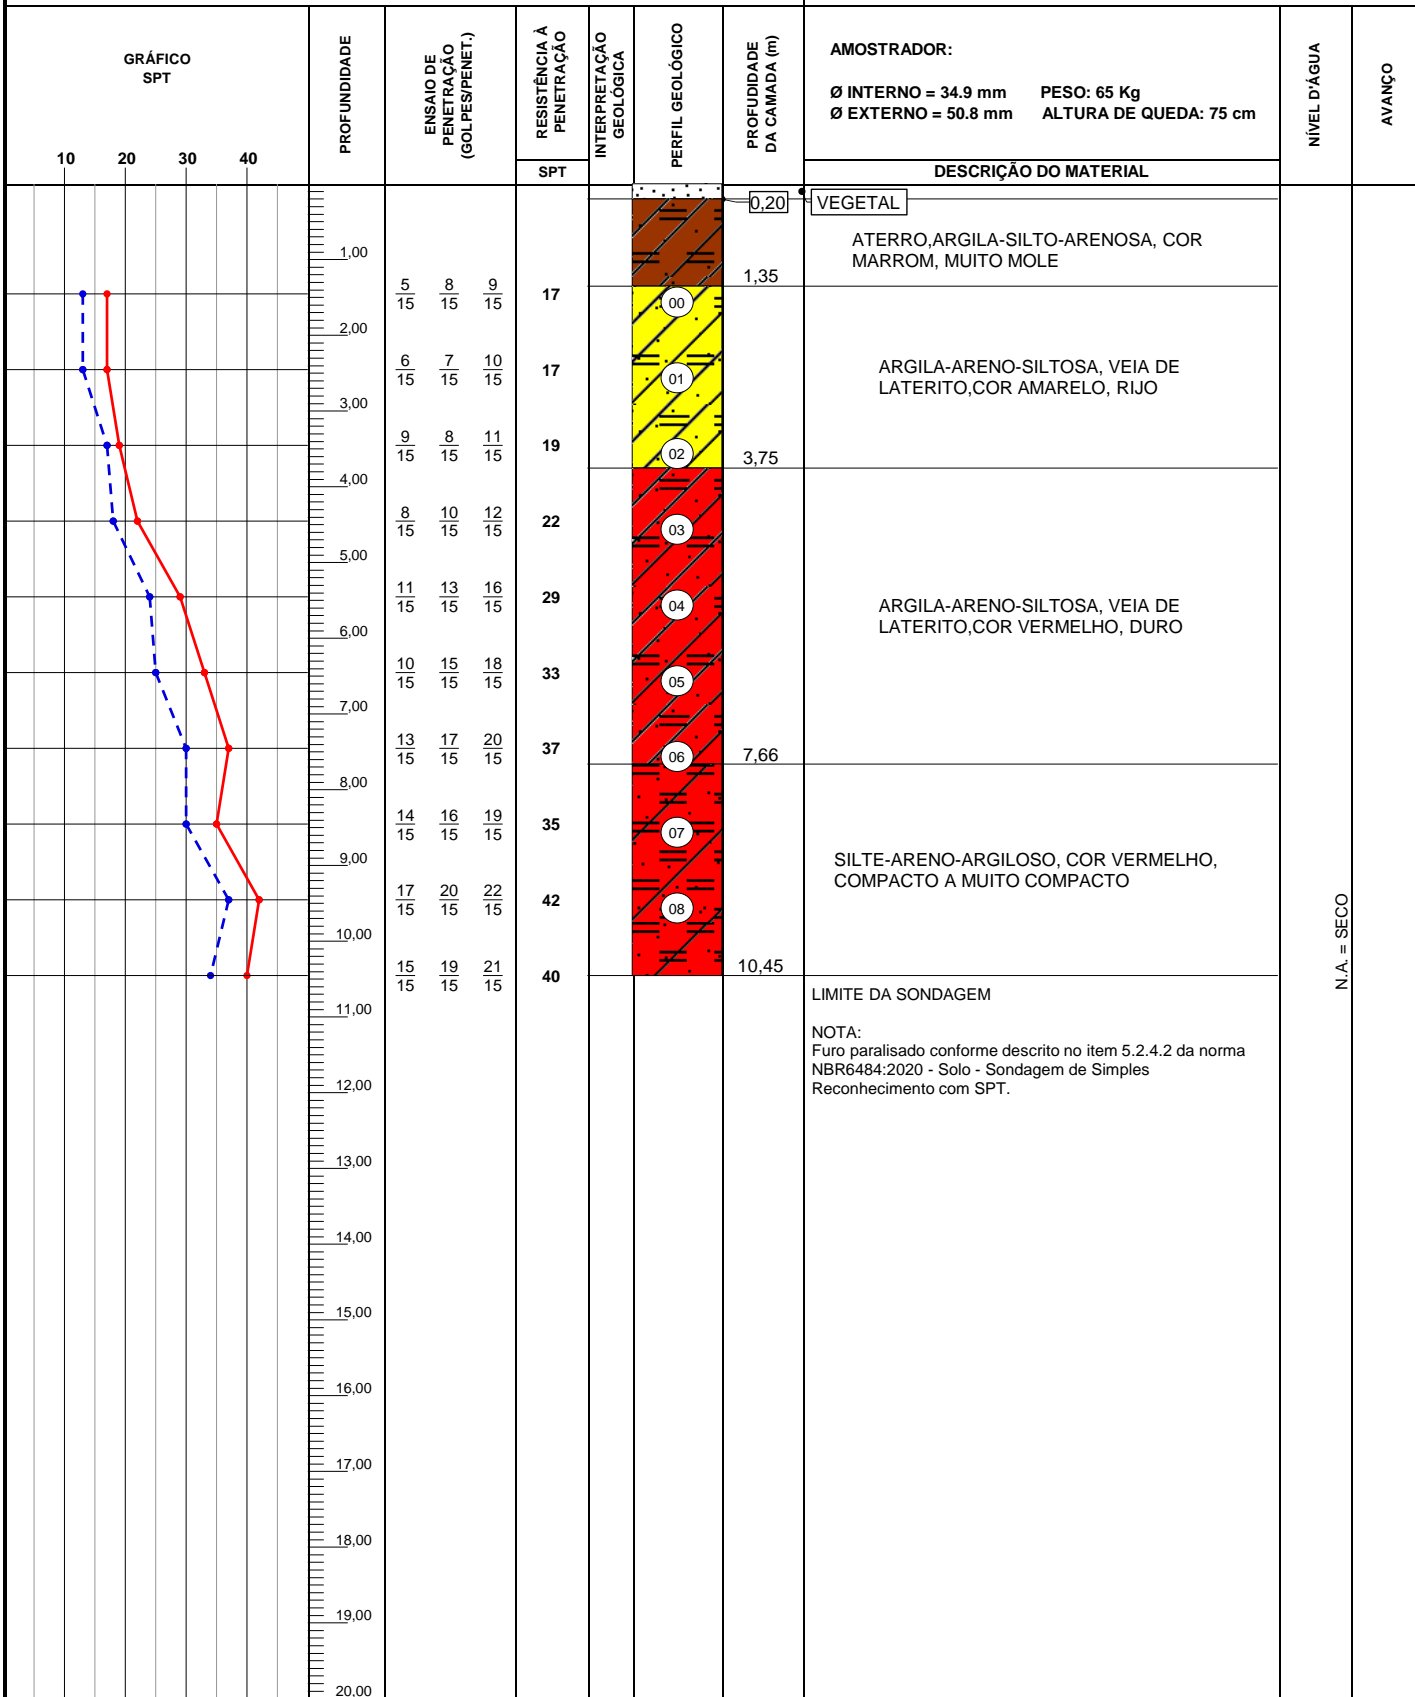 GRÁFICO
SPT
10 20 30 40
PROFUNDIDADE
ENSAIO DE
PENETRAÇÃO
(GOLPES/PENET.)
RESISTÊNCIA À
PENETRAÇÃO
SPT
INTERPRETAÇÃO
GEOLÓGICA
PERFIL GEOLÓGICO
PROFUDIDADE
DA CAMADA (m)
AMOSTRADOR:
Ø INTERNO = 34.9 mm PESO: 65 Kg
Ø EXTERNO = 50.8 mm ALTURA DE QUEDA: 75 cm
DESCRIÇÃO DO MATERIAL
NÍVEL D'ÁGUA
AVANÇO
0,20 VEGETAL
ATERRO,ARGILA-SILTO-ARENOSA, COR
MARROM, MUITO MOLE
1,00
1,35
5/15 8/15 9/15 17
00
2,00
6/15 7/15 10/15 17
01
ARGILA-ARENO-SILTOSA, VEIA DE
LATERITO,COR AMARELO, RIJO
3,00
9/15 8/15 11/15 19
02
3,75
4,00
8/15 10/15 12/15 22
03
5,00
11/15 13/15 16/15 29
04
ARGILA-ARENO-SILTOSA, VEIA DE
LATERITO,COR VERMELHO, DURO
6,00
10/15 15/15 18/15 33
05
7,00
13/15 17/15 20/15 37
06
7,66
8,00
14/15 16/15 19/15 35
07
9,00
SILTE-ARENO-ARGILOSO, COR VERMELHO,
COMPACTO A MUITO COMPACTO
17/15 20/15 22/15 42
08
10,00
N.A. = SECO
10,45
15/15 19/15 21/15 40
LIMITE DA SONDAGEM
11,00
NOTA:
Furo paralisado conforme descrito no item 5.2.4.2 da norma
NBR6484:2020 - Solo - Sondagem de Simples
Reconhecimento com SPT.
12,00
13,00
14,00
15,00
16,00
17,00
18,00
19,00
20,00